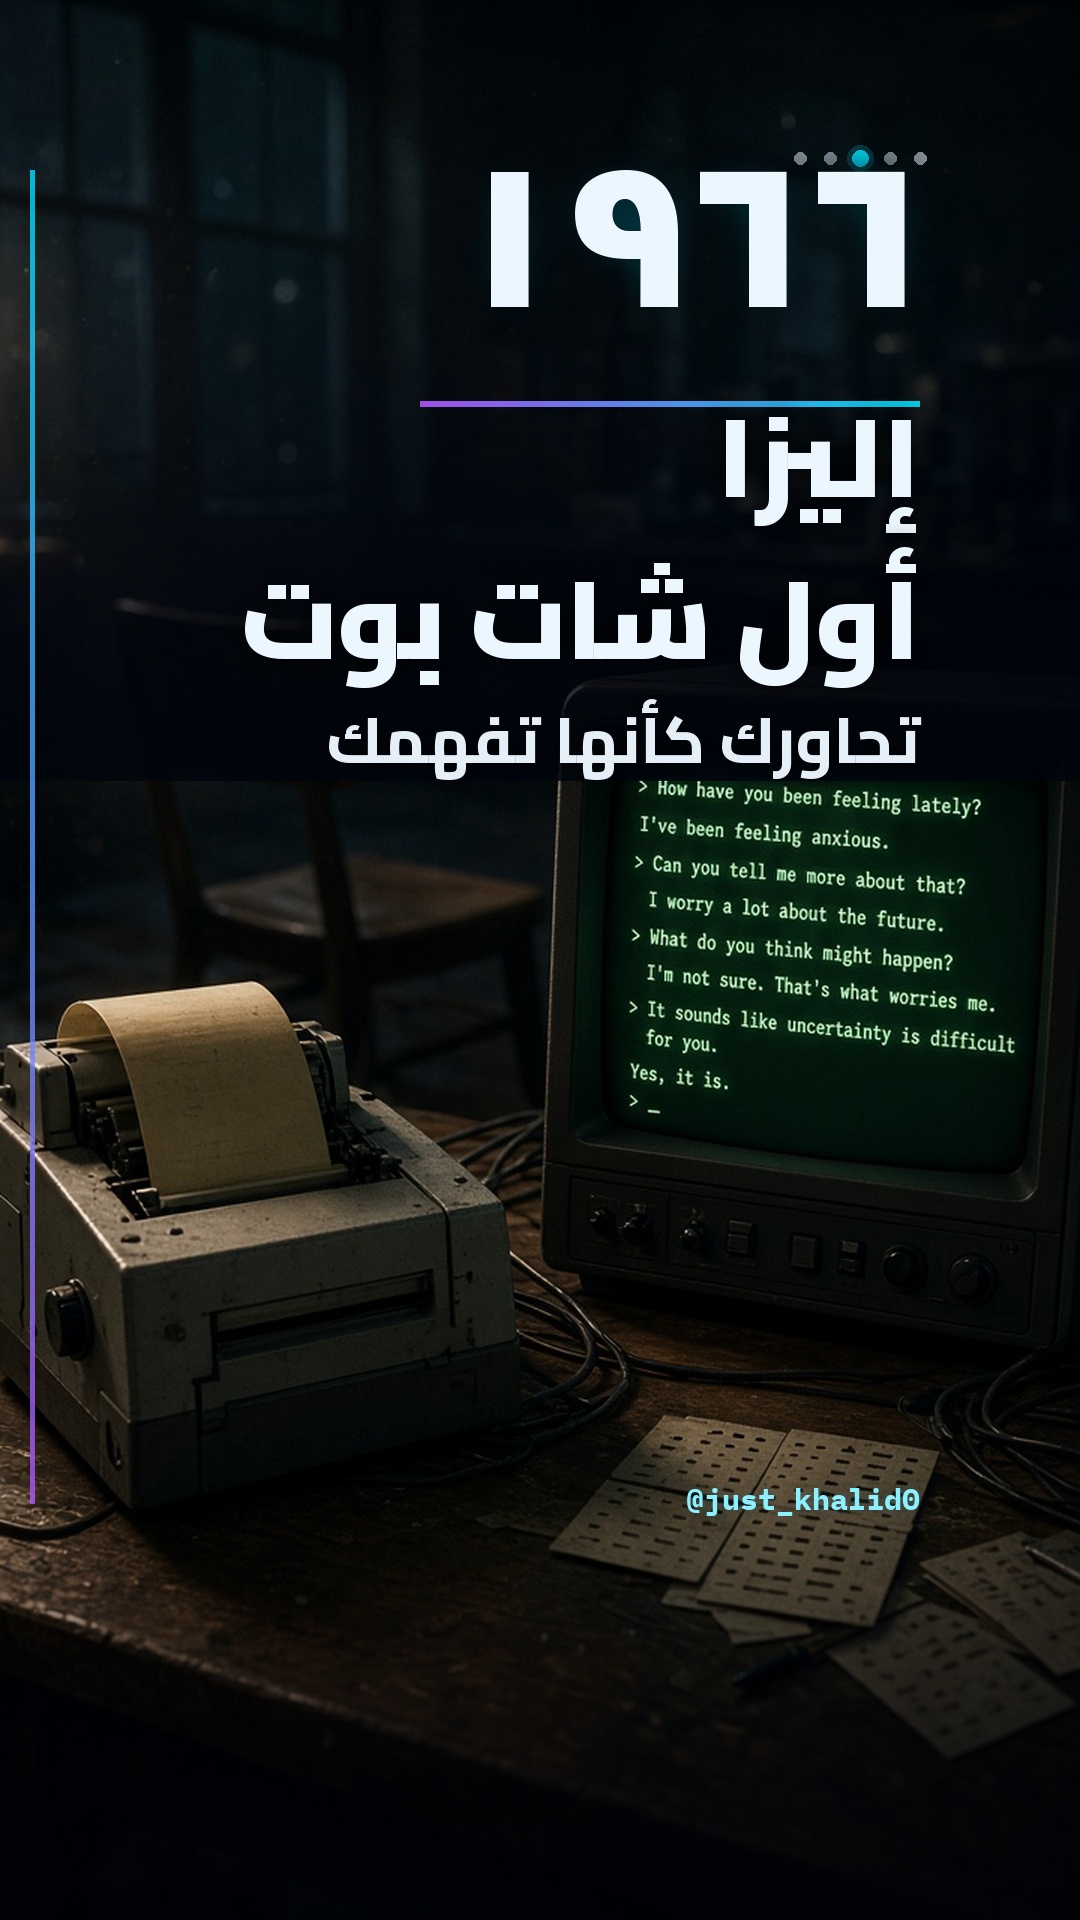 ١٩٦٦
إليزا
أول شات بوت
تحاورك كأنها تفهمك
> How have you been feeling lately?
I've been feeling anxious.
> Can you tell me more about that?
I worry a lot about the future.
> What do you think might happen?
I'm not sure. That's what worries me.
> It sounds like uncertainty is difficult
for you.
Yes, it is.
> _
@just_khalid0